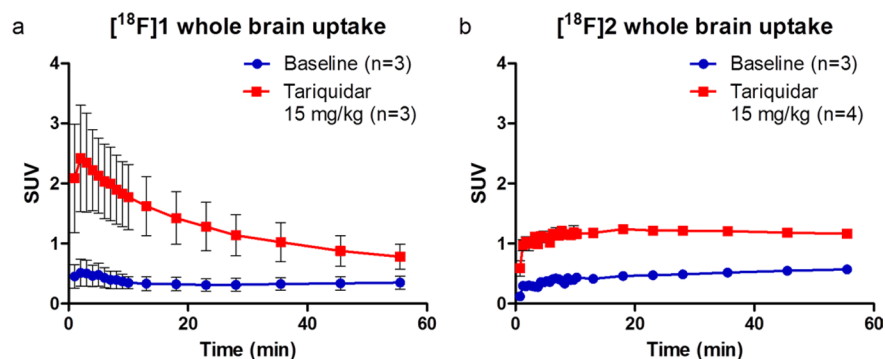 a
[¹⁸F]1 whole brain uptake
4
3
2
1
0
SUV
Baseline (n=3)
Tariquidar
15 mg/kg (n=3)
0
20
40
60
Time (min)
b
[¹⁸F]2 whole brain uptake
4
3
2
1
0
SUV
Baseline (n=3)
Tariquidar
15 mg/kg (n=4)
0
20
40
60
Time (min)